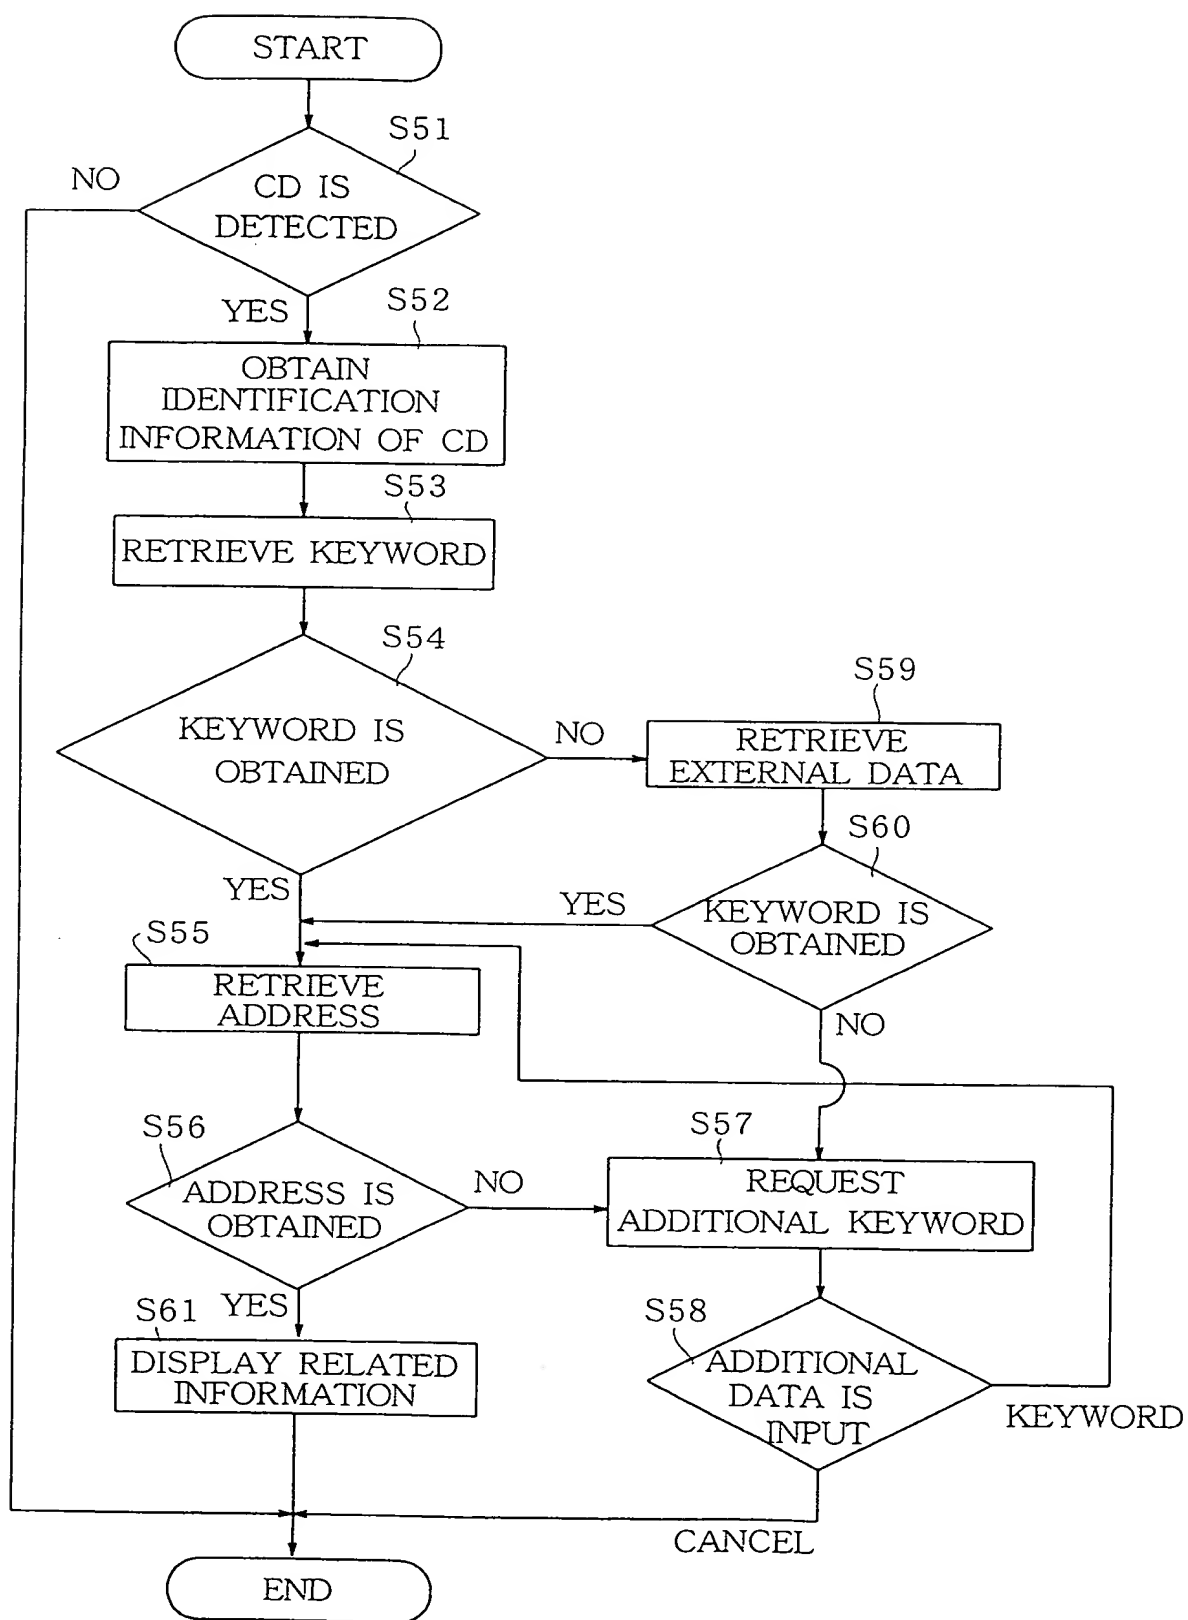 START
S51
NO
CD IS
DETECTED
YES
S52
OBTAIN
IDENTIFICATION
INFORMATION OF CD
S53
RETRIEVE KEYWORD
S54
KEYWORD IS
OBTAINED
NO
S59
RETRIEVE
EXTERNAL DATA
S60
YES
YES
KEYWORD IS
OBTAINED
S55
RETRIEVE
ADDRESS
NO
S56
ADDRESS IS
OBTAINED
NO
S57
REQUEST
ADDITIONAL KEYWORD
YES
S61
DISPLAY RELATED
INFORMATION
S58
ADDITIONAL
DATA IS
INPUT
KEYWORD
CANCEL
END